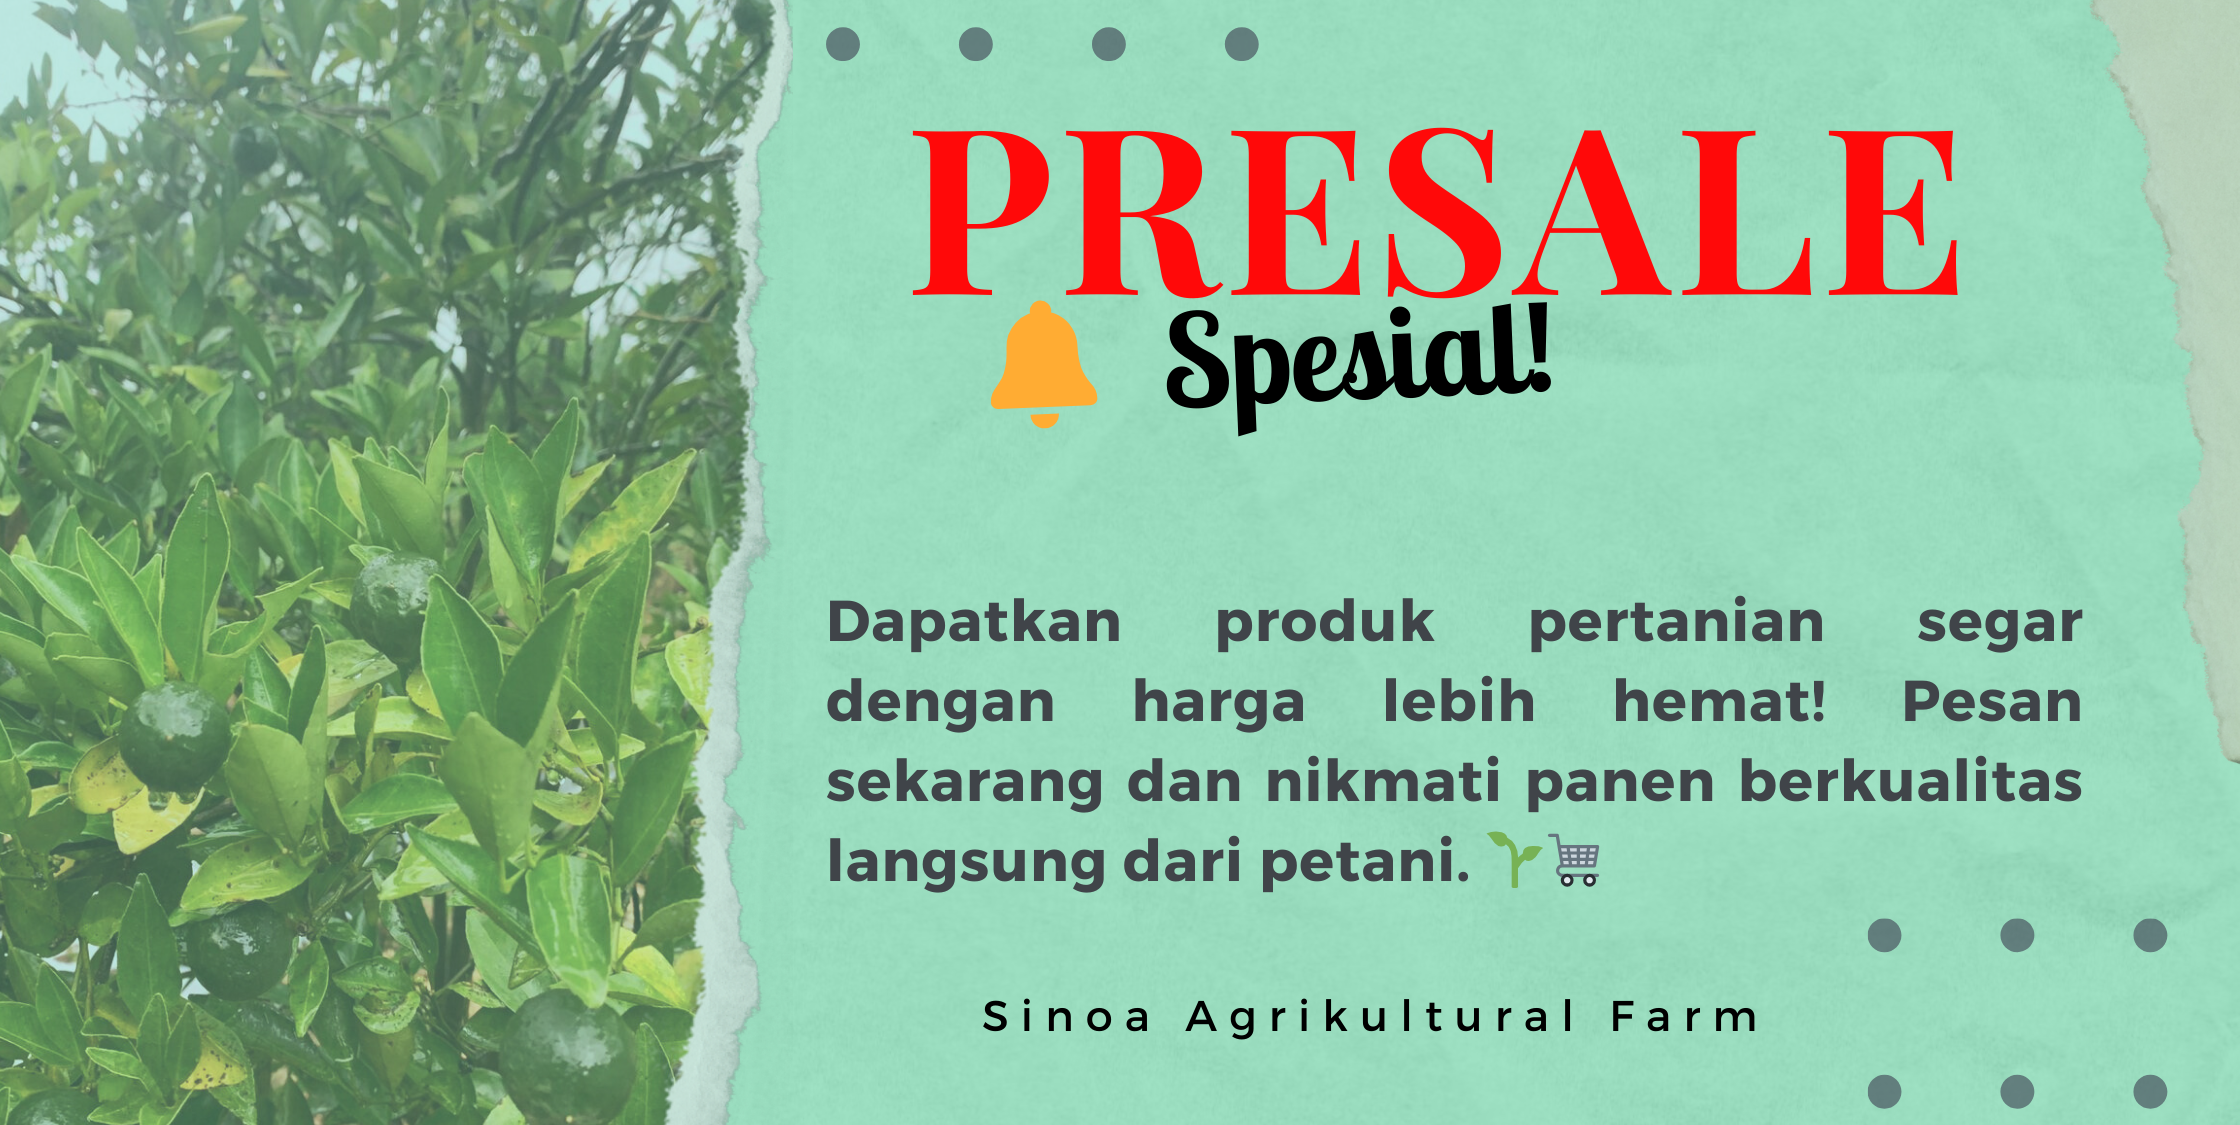 PRESALE
Spesial!
Dapatkan produk pertanian segar
dengan harga lebih hemat! Pesan
sekarang dan nikmati panen berkualitas
langsung dari petani. 🌱🛒
Sinoa Agrikultural Farm